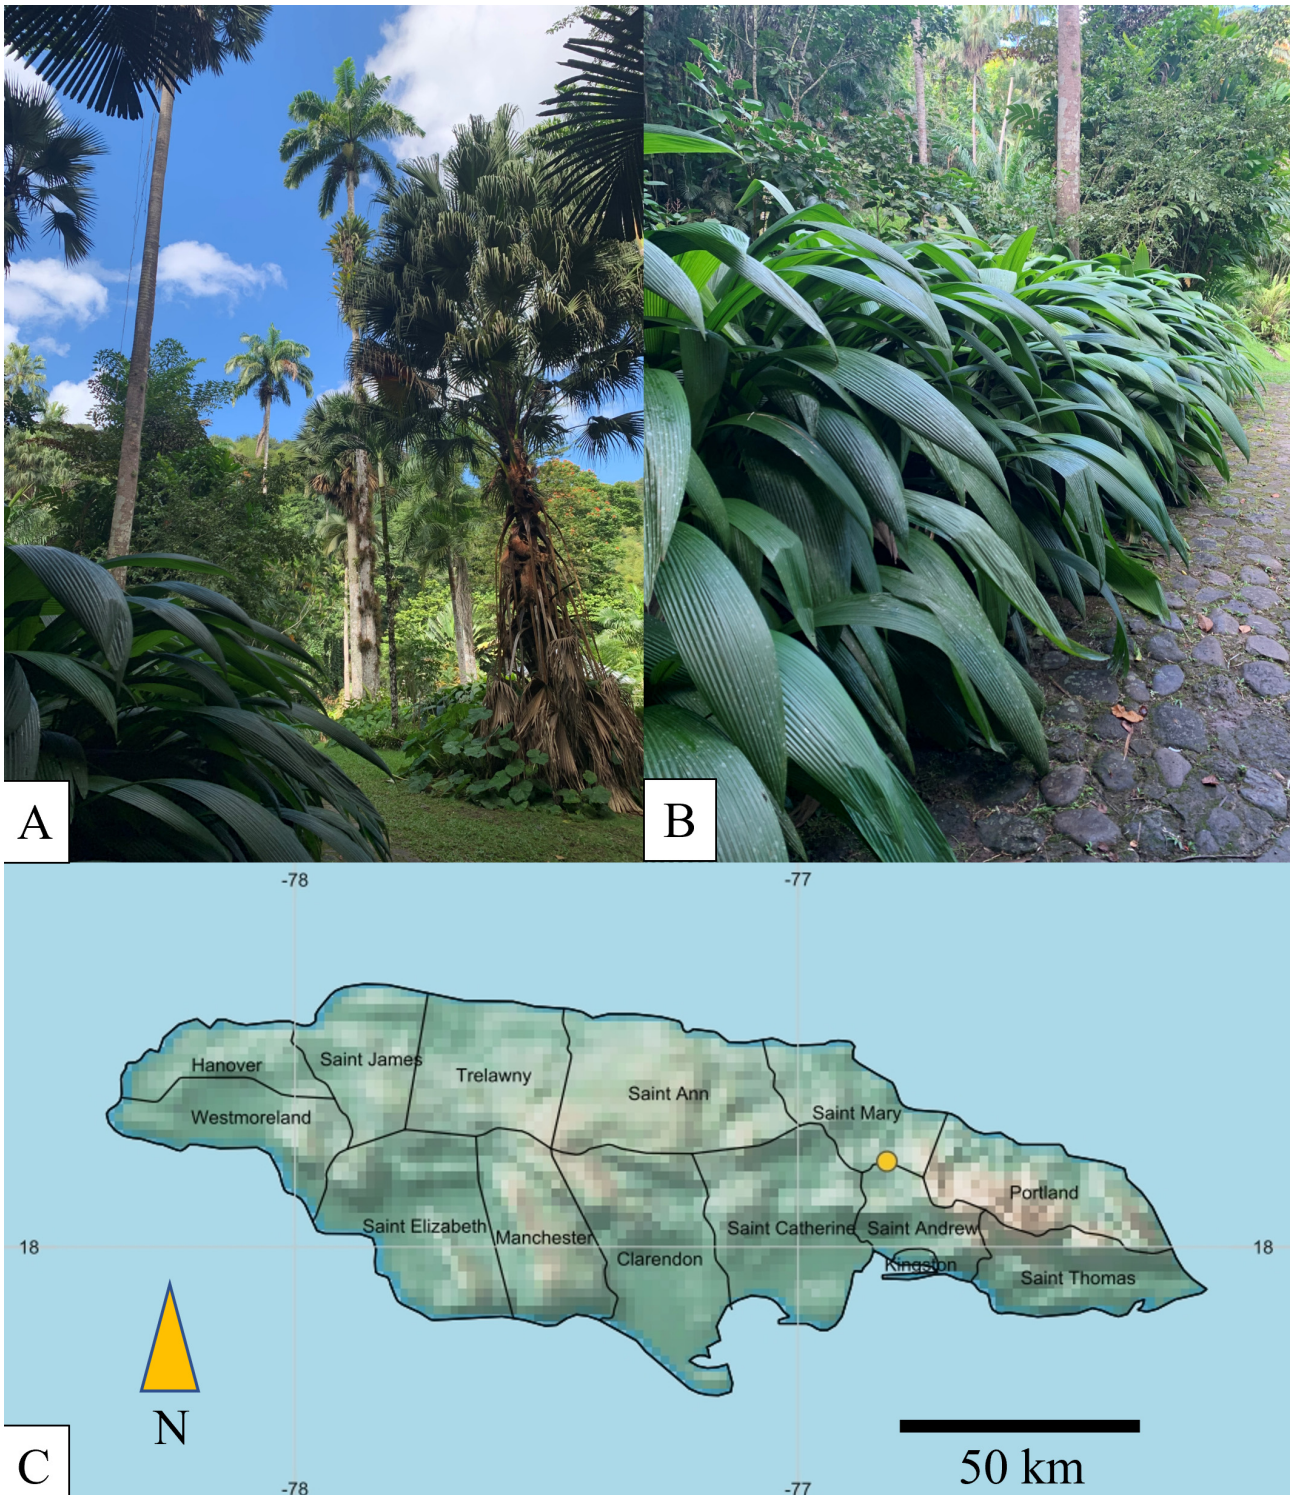 A
B
-78
-77
Hanover
Saint James
Trelawny
Saint Ann
Westmoreland
Saint Mary
Portland
Saint Elizabeth
Manchester
Saint Catherine
Saint Andrew
18
18
Clarendon
Kingston
Saint Thomas
N
C
50 km
-78
-77